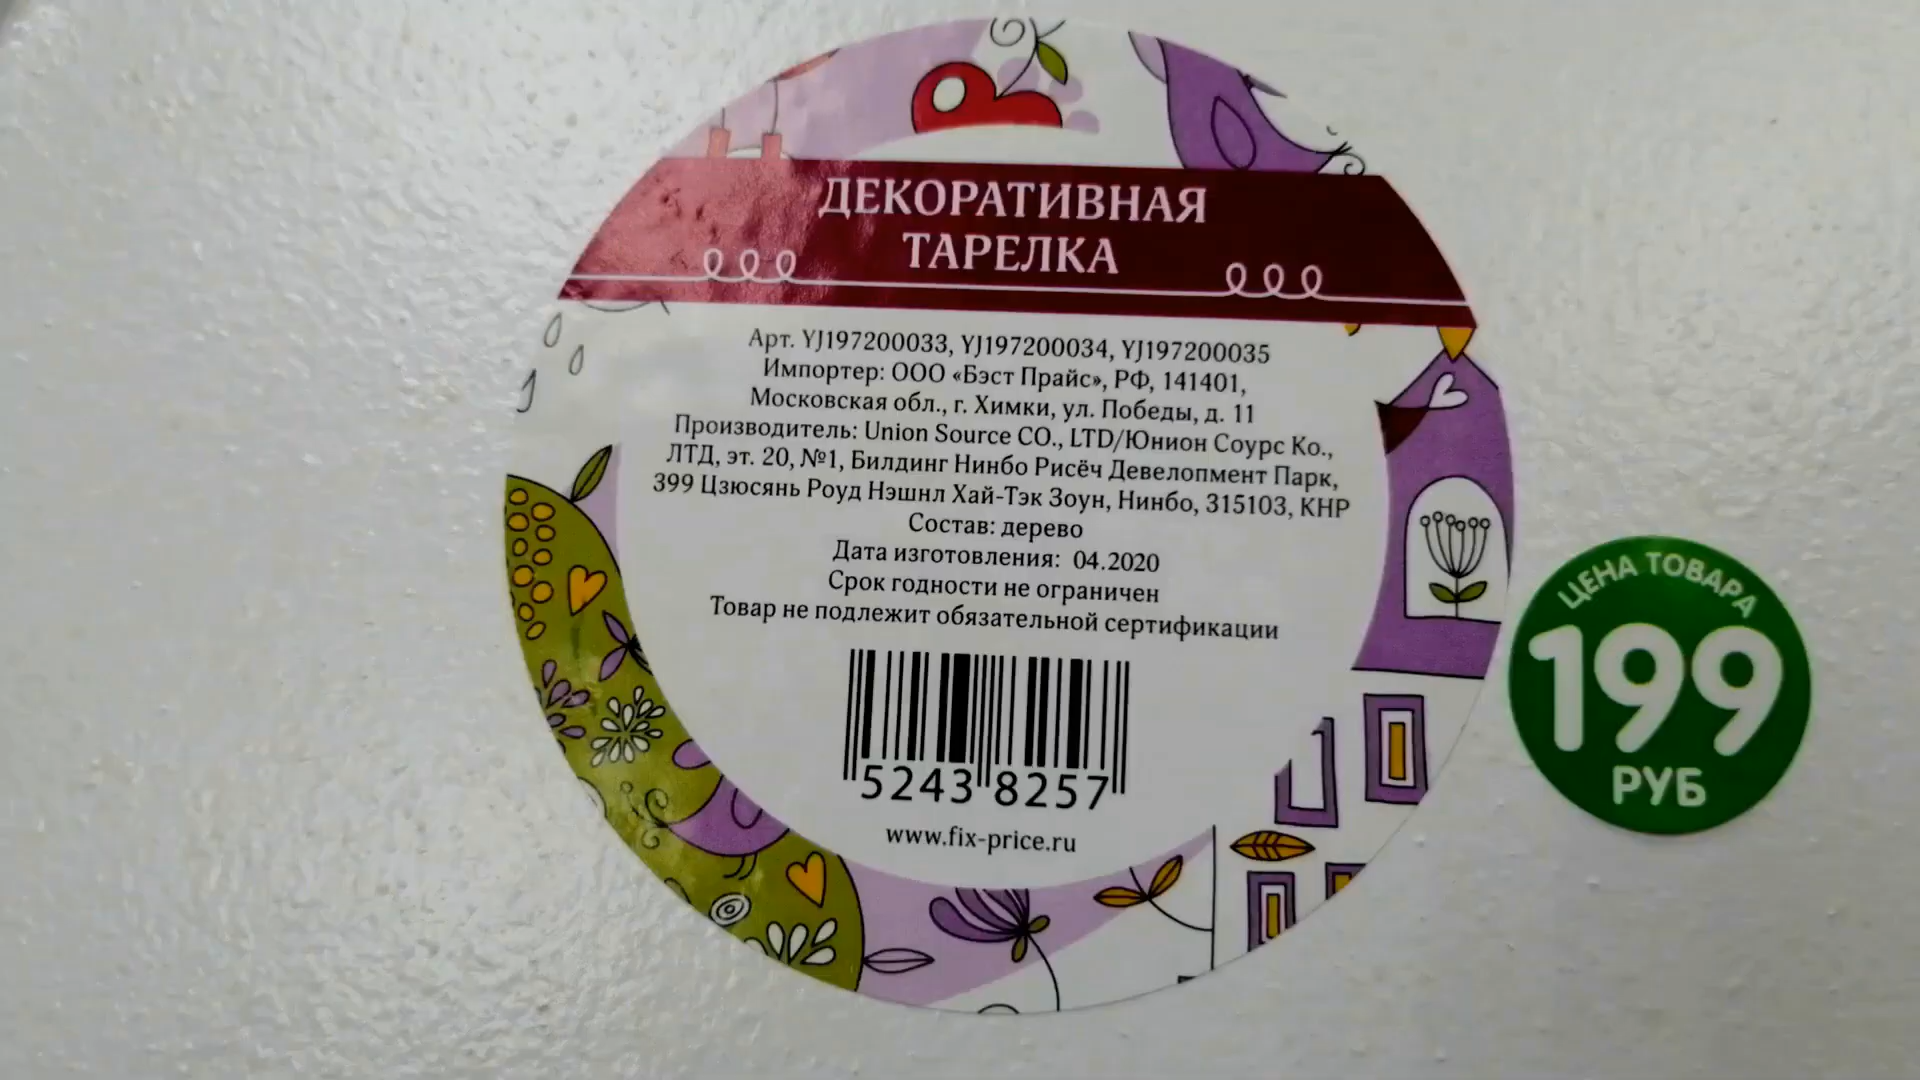 ДЕКОРАТИВНАЯ
ТАРЕЛКА
Арт. YJ197200033, YJ197200034, YJ197200035
Импортер: ООО «Бэст Прайс», РФ, 141401,
Московская обл., г. Химки, ул. Победы, д. 11
Производитель: Union Source CO., LTD/Юнион Соурс Ко.,
ЛТД, эт. 20, №1, Билдинг Нинбо Рисёч Девелопмент Парк,
399 Цзюсянь Роуд Нэшнл Хай-Тэк Зоун, Нинбо, 315103, КНР
Состав: дерево
Дата изготовления: 04.2020
Срок годности не ограничен
Товар не подлежит обязательной сертификации
5243 8257
www.fix-price.ru
ЦЕНА ТОВАРА
199
РУБ